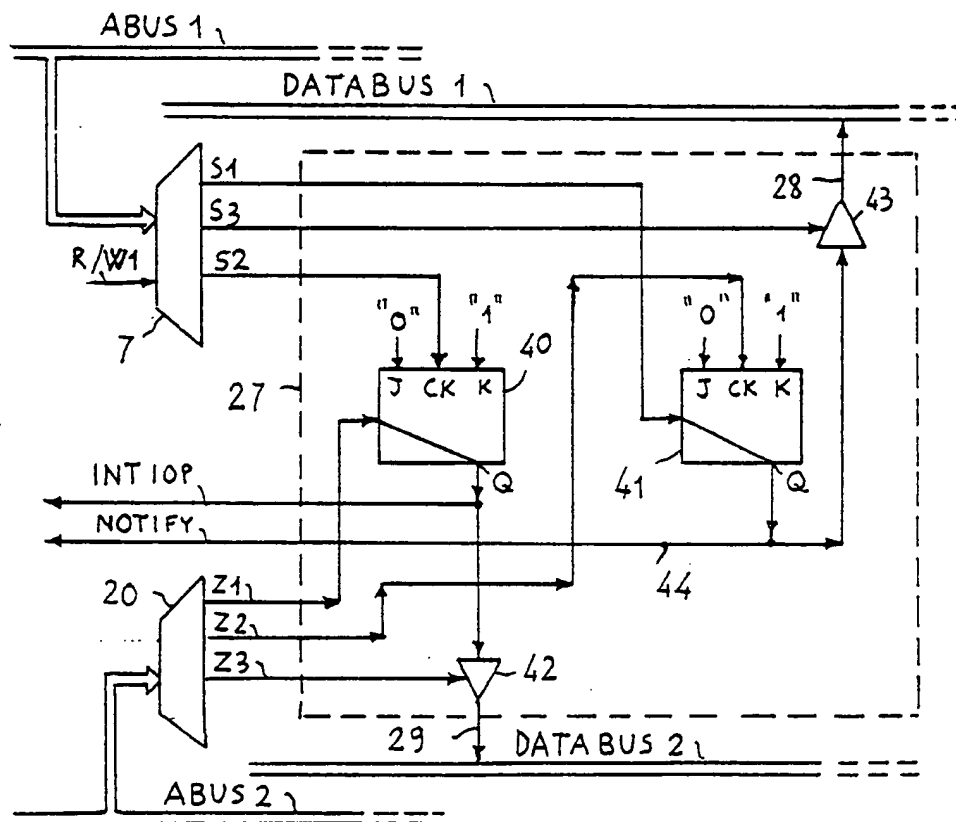 ABUS 1
DATABUS 1
S1
28
43
S3
R/W1
S2
"0"
"1"
"0"
"1"
7
40
J CK K
J CK K
27
Q
41
Q
INT IOP
NOTIFY
44
20
Z1
Z2
Z3
42
29
DATABUS 2
ABUS 2